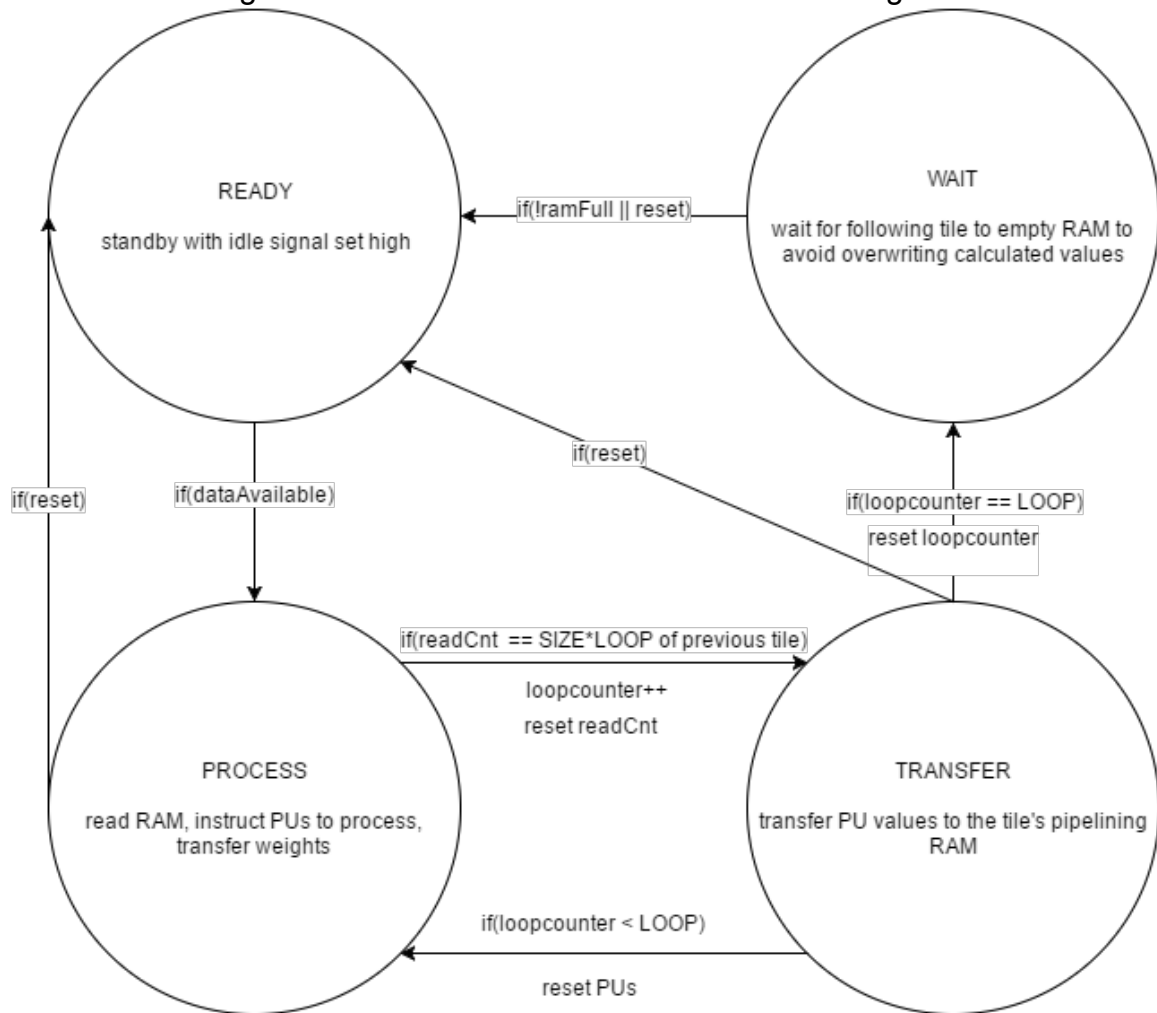 READY
standby with idle signal set high
WAIT
wait for following tile to empty RAM to
avoid overwriting calculated values
if(!ramFull || reset)
if(reset)
if(dataAvailable)
if(reset)
if(loopcounter == LOOP)
reset loopcounter
if(readCnt == SIZE*LOOP of previous tile)
loopcounter++
reset readCnt
PROCESS
read RAM, instruct PUs to process,
transfer weights
TRANSFER
transfer PU values to the tile's pipelining
RAM
if(loopcounter < LOOP)
reset PUs